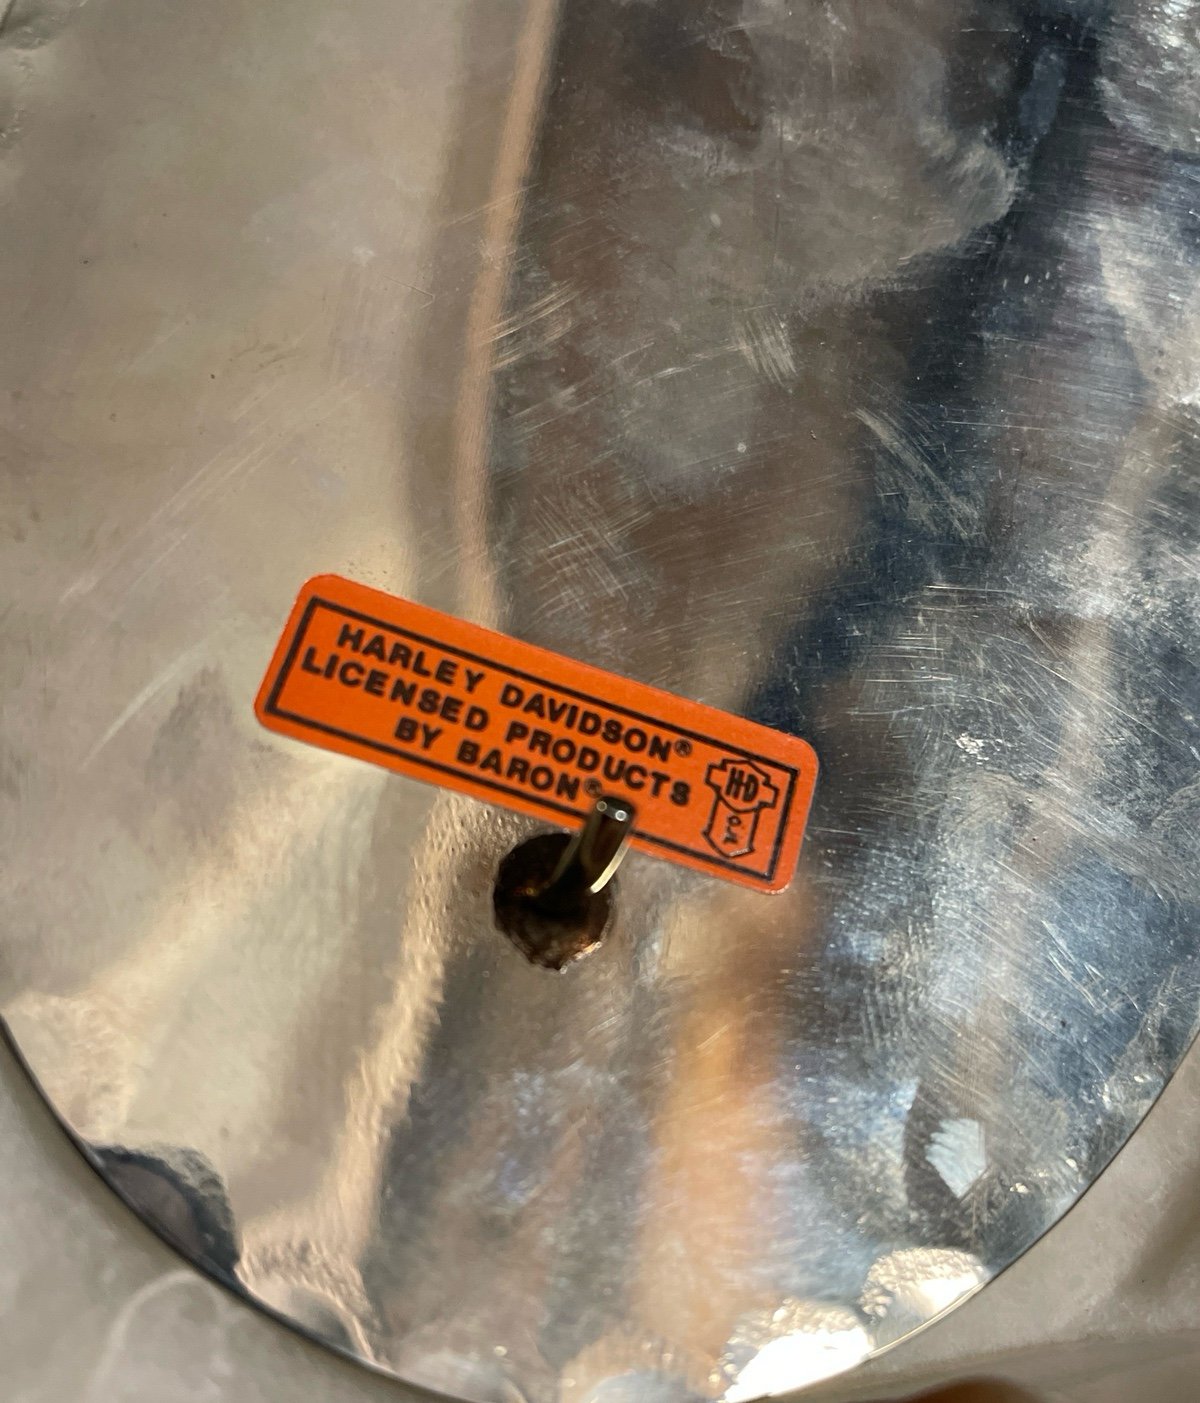 HARLEY DAVIDSON®
LICENSED PRODUCTS
BY BARON®
H-D